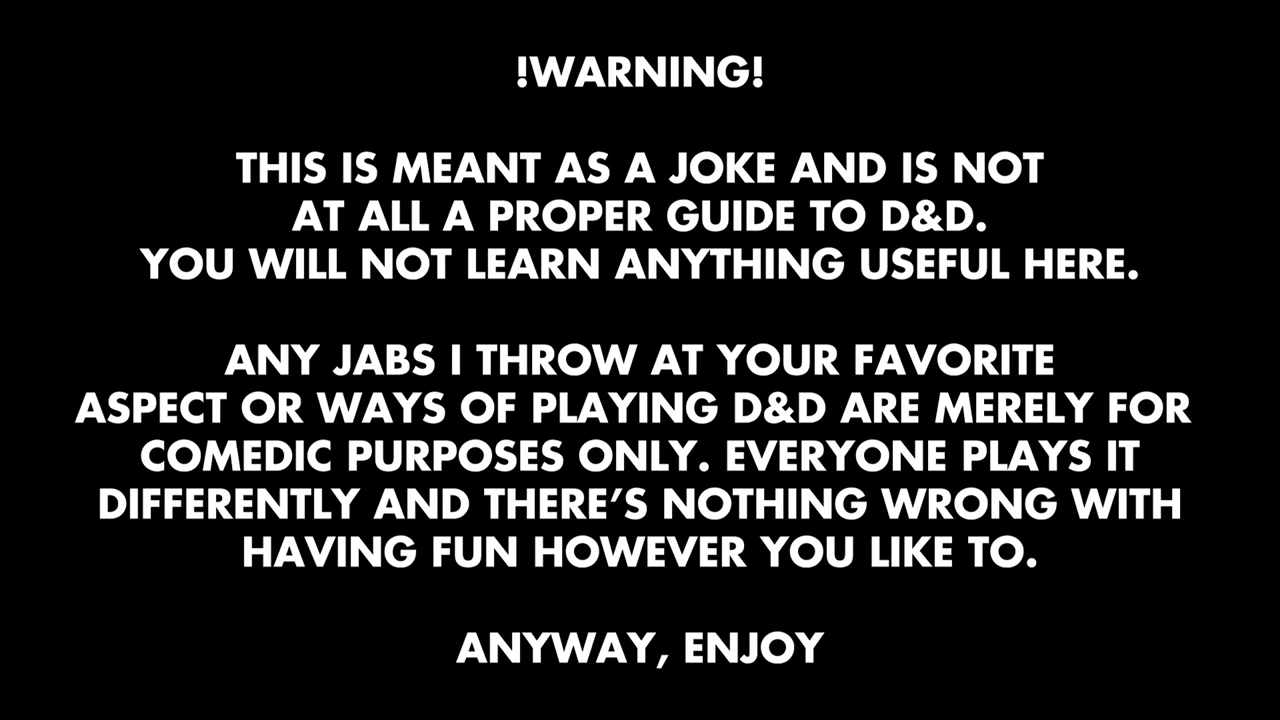 !WARNING!
THIS IS MEANT AS A JOKE AND IS NOT
AT ALL A PROPER GUIDE TO D&D.
YOU WILL NOT LEARN ANYTHING USEFUL HERE.
ANY JABS I THROW AT YOUR FAVORITE
ASPECT OR WAYS OF PLAYING D&D ARE MERELY FOR
COMEDIC PURPOSES ONLY. EVERYONE PLAYS IT
DIFFERENTLY AND THERE’S NOTHING WRONG WITH
HAVING FUN HOWEVER YOU LIKE TO.
ANYWAY, ENJOY